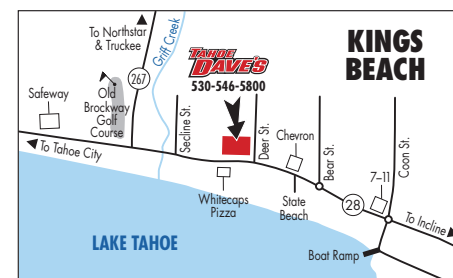 To Northstar
& Truckee
Griff Creek
267
TAHOE
DAVE'S
530-546-5800
KINGS
BEACH
Safeway
Old
Brockway
Golf
Course
Secline St.
Deer St.
Chevron
Bear St.
Coon St.
7–11
To Tahoe City
Whitecaps
Pizza
State
Beach
28
To Incline
LAKE TAHOE
Boat Ramp